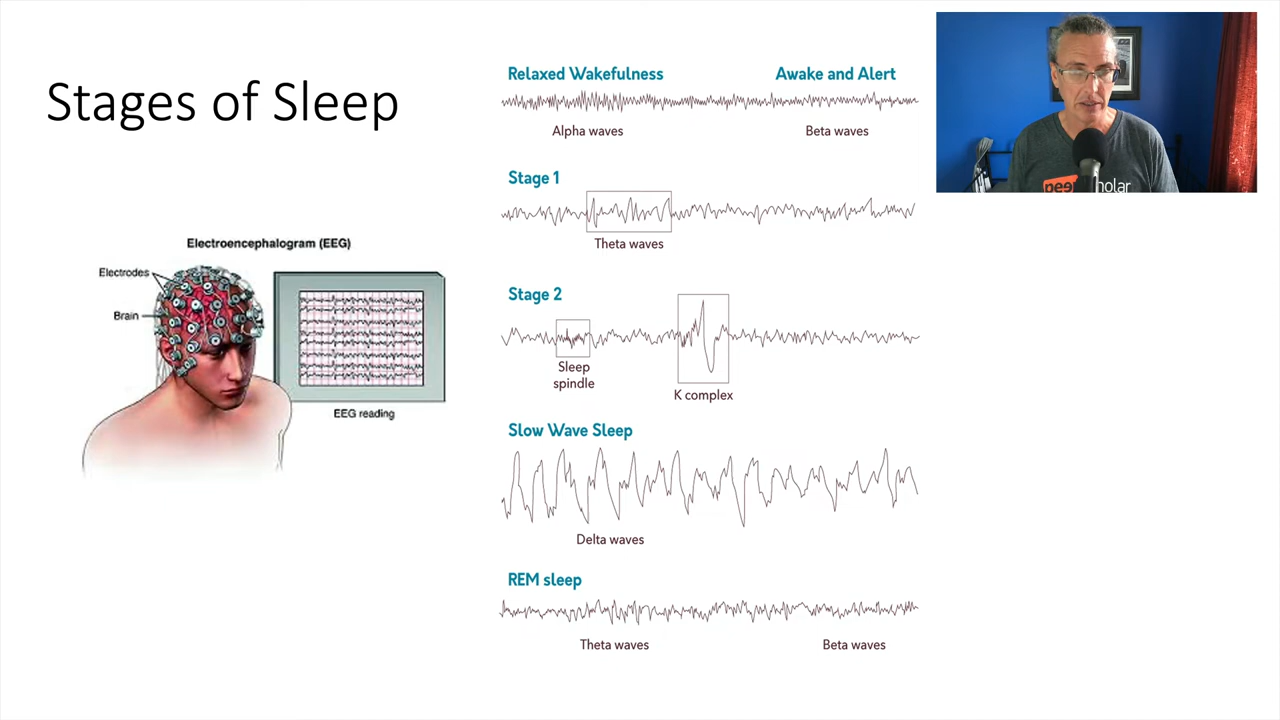 Stages of Sleep
Electroencephalogram (EEG)
Electrodes
Brain
EEG reading
Relaxed Wakefulness
Awake and Alert
Alpha waves
Beta waves
Stage 1
Theta waves
Stage 2
Sleep
spindle
K complex
Slow Wave Sleep
Delta waves
REM sleep
Theta waves
Beta waves